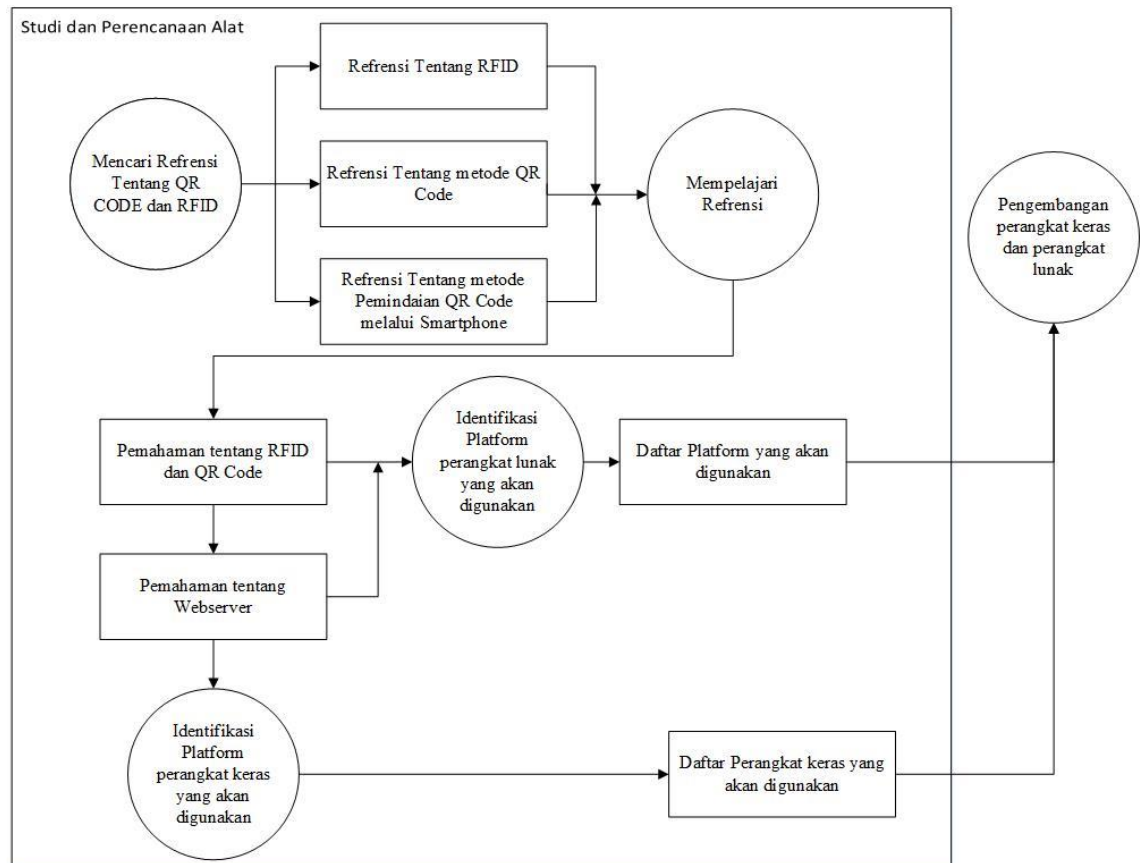 Studi dan Perencanaan Alat
Refrensi Tentang RFID
Mencari Refrensi
Tentang QR
CODE dan RFID
Refrensi Tentang metode QR
Code
Mempelajari
Refrensi
Pengembangan
perangkat keras
dan perangkat
lunak
Refrensi Tentang metode
Pemindaian QR Code
melalui Smartphone
Pemahaman tentang RFID
dan QR Code
Identifikasi
Platform
perangkat lunak
yang akan
digunakan
Daftar Platform yang akan
digunakan
Pemahaman tentang
Webserver
Identifikasi
Platform
perangkat keras
yang akan
digunakan
Daftar Perangkat keras yang
akan digunakan